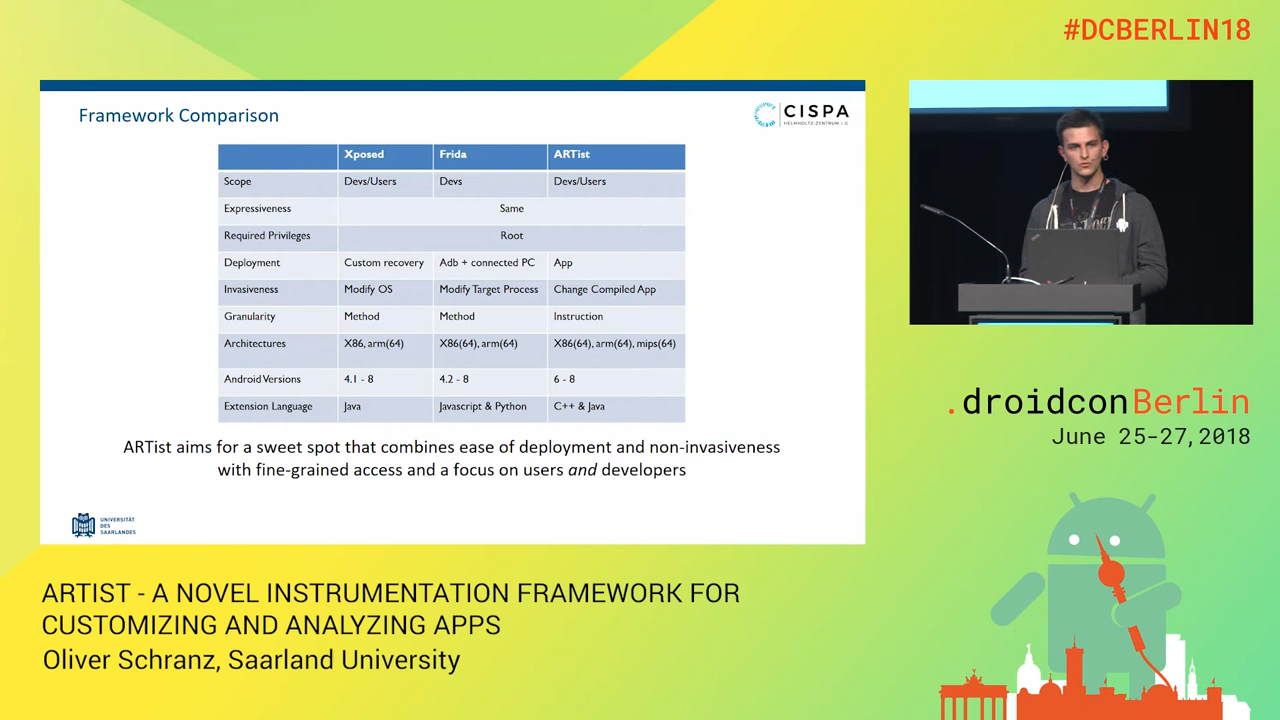 #DCBERLIN18
Framework Comparison
CISPA
HELMHOLTZ-ZENTRUM I.G.
Xposed Frida ARTist
Scope Devs/Users Devs Devs/Users
Expressiveness Same
Required Privileges Root
Deployment Custom recovery Adb + connected PC App
Invasiveness Modify OS Modify Target Process Change Compiled App
Granularity Method Method Instruction
Architectures X86, arm(64) X86(64), arm(64) X86(64), arm(64), mips(64)
Android Versions 4.1 - 8 4.2 - 8 6 - 8
Extension Language Java Javascript & Python C++ & Java
ARTist aims for a sweet spot that combines ease of deployment and non-invasiveness
with fine-grained access and a focus on users and developers
UNIVERSITÄT
DES
SAARLANDES
.droidconBerlin
June 25-27, 2018
ARTIST - A NOVEL INSTRUMENTATION FRAMEWORK FOR
CUSTOMIZING AND ANALYZING APPS
Oliver Schranz, Saarland University